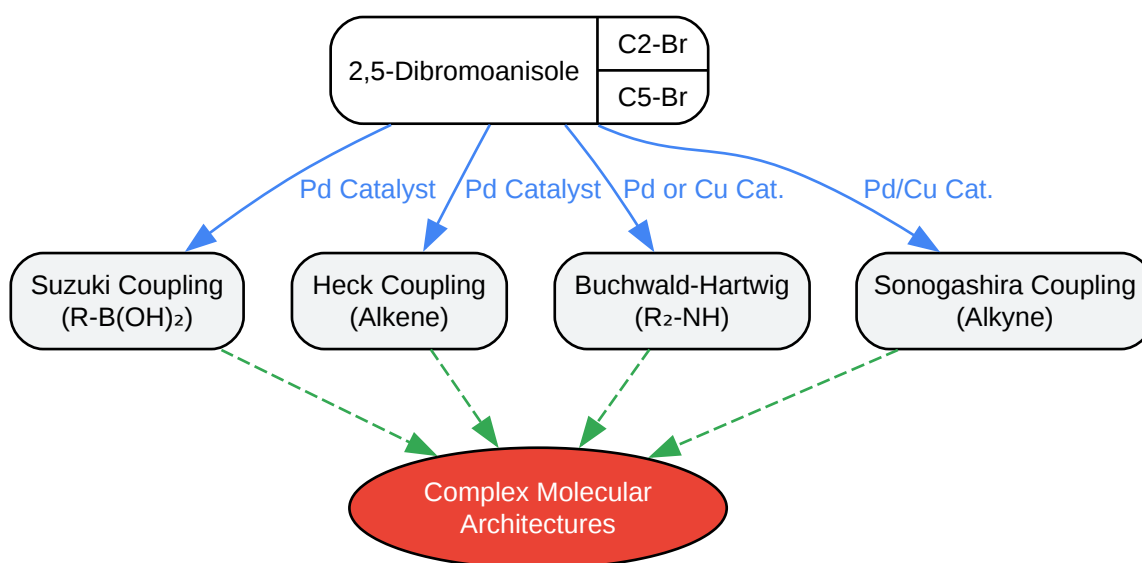 2,5-Dibromoanisole
C2-Br
C5-Br
Pd Catalyst
Pd Catalyst
Pd or Cu Cat.
Pd/Cu Cat.
Suzuki Coupling
(R-B(OH)₂)
Heck Coupling
(Alkene)
Buchwald-Hartwig
(R₂-NH)
Sonogashira Coupling
(Alkyne)
Complex Molecular
Architectures